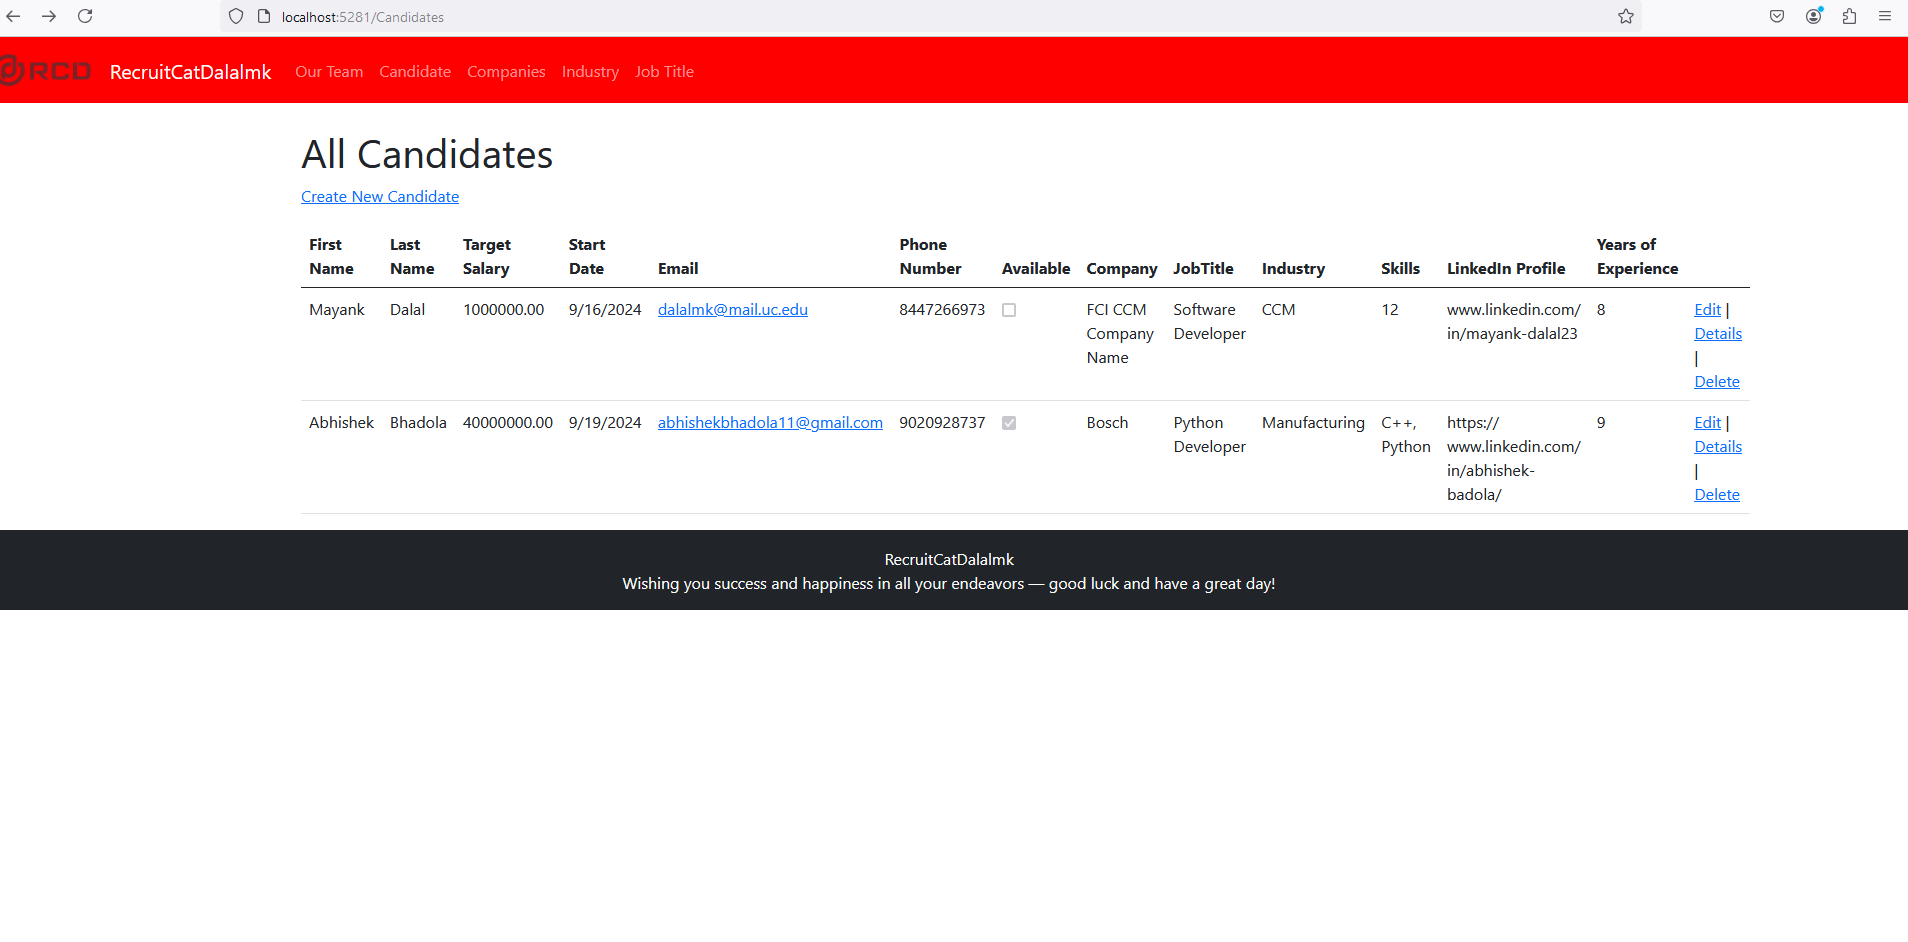 localhost:5281/Candidates
RCD RecruitCatDalalmk Our Team Candidate Companies Industry Job Title
All Candidates
Create New Candidate
First Name Last Name Target Salary Start Date Email Phone Number Available Company JobTitle Industry Skills LinkedIn Profile Years of Experience
Mayank Dalal 1000000.00 9/16/2024 dalalmk@mail.uc.edu 8447266973 FCI CCM Software CCM 12 www.linkedin.com/ 8 Edit |
Company Developer in/mayank-dalal23 Details
Name |
Delete
Abhishek Bhadola 40000000.00 9/19/2024 abhishekbhadola11@gmail.com 9020928737 Bosch Python Manufacturing C++, https:// 9 Edit |
Developer Python www.linkedin.com/ Details
in/abhishek- |
badola/ Delete
RecruitCatDalalmk
Wishing you success and happiness in all your endeavors — good luck and have a great day!